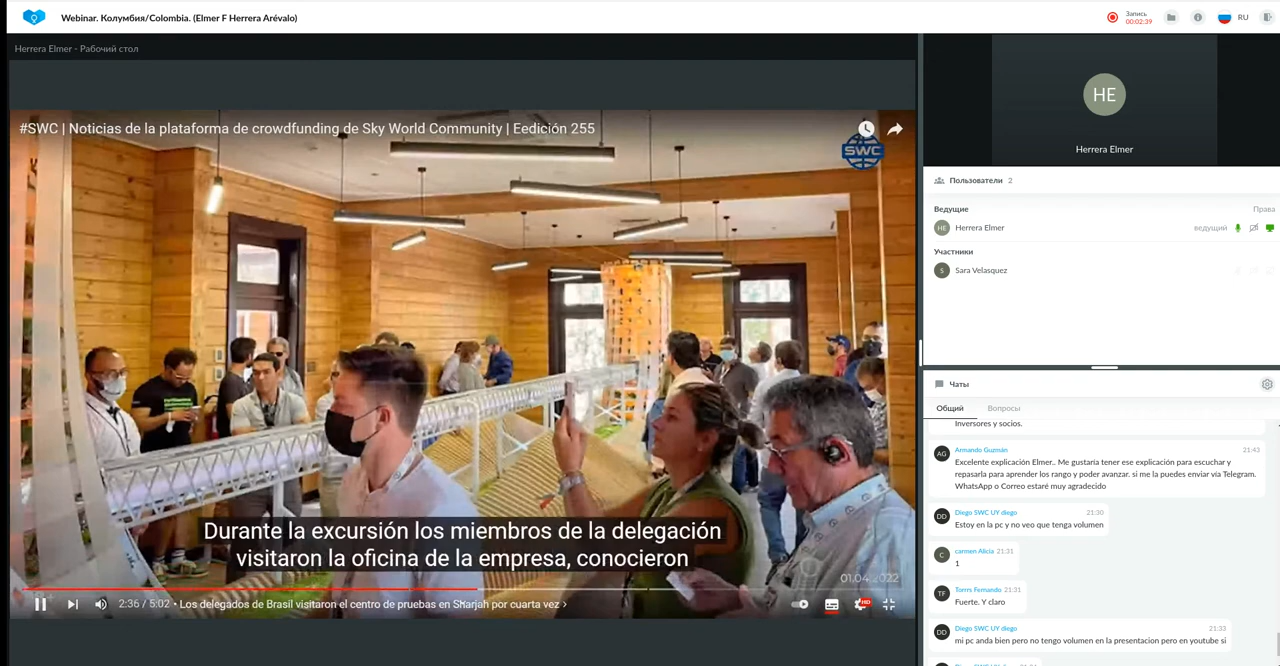 Webinar. Колумбия/Colombia. (Elmer F Herrera Arévalo)
Запись
00:02:39
RU
Herrera Elmer - Рабочий стол
#SWC | Noticias de la plataforma de crowdfunding de Sky World Community | Eedición 255
SWC
Durante la excursión los miembros de la delegación
visitaron la oficina de la empresa, conocieron
01.04.2022
2:36 / 5:02 • Los delegados de Brasil visitaron el centro de pruebas en Sharjah por cuarta vez ›
HD
HE
Herrera Elmer
Пользователи 2
Ведущие Права
HE Herrera Elmer ведущий
Участники
S Sara Velasquez
Чаты
Общий Вопросы
Inversores y socios.
AG Armando Guzmán 21:43
Excelente explicación Elmer.. Me gustaría tener ese explicación para escuchar y
repasarla para aprender los rango y poder avanzar. si me la puedes enviar vía Telegram.
WhatsApp o Correo estaré muy agradecido
DD Diego SWC UY diego 21:30
Estoy en la pc y no veo que tenga volumen
C carmen Alicia 21:31
1
TF Torrrs Fernando 21:31
Fuerte. Y claro
DD Diego SWC UY diego 21:33
mi pc anda bien pero no tengo volumen en la presentacion pero en youtube si